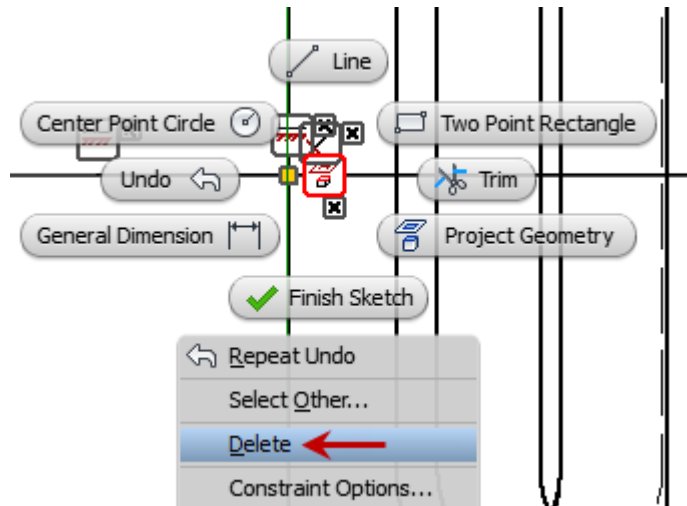 Line
Center Point Circle
Two Point Rectangle
Undo
Trim
General Dimension
Project Geometry
Finish Sketch
Repeat Undo
Select Other...
Delete
Constraint Options...